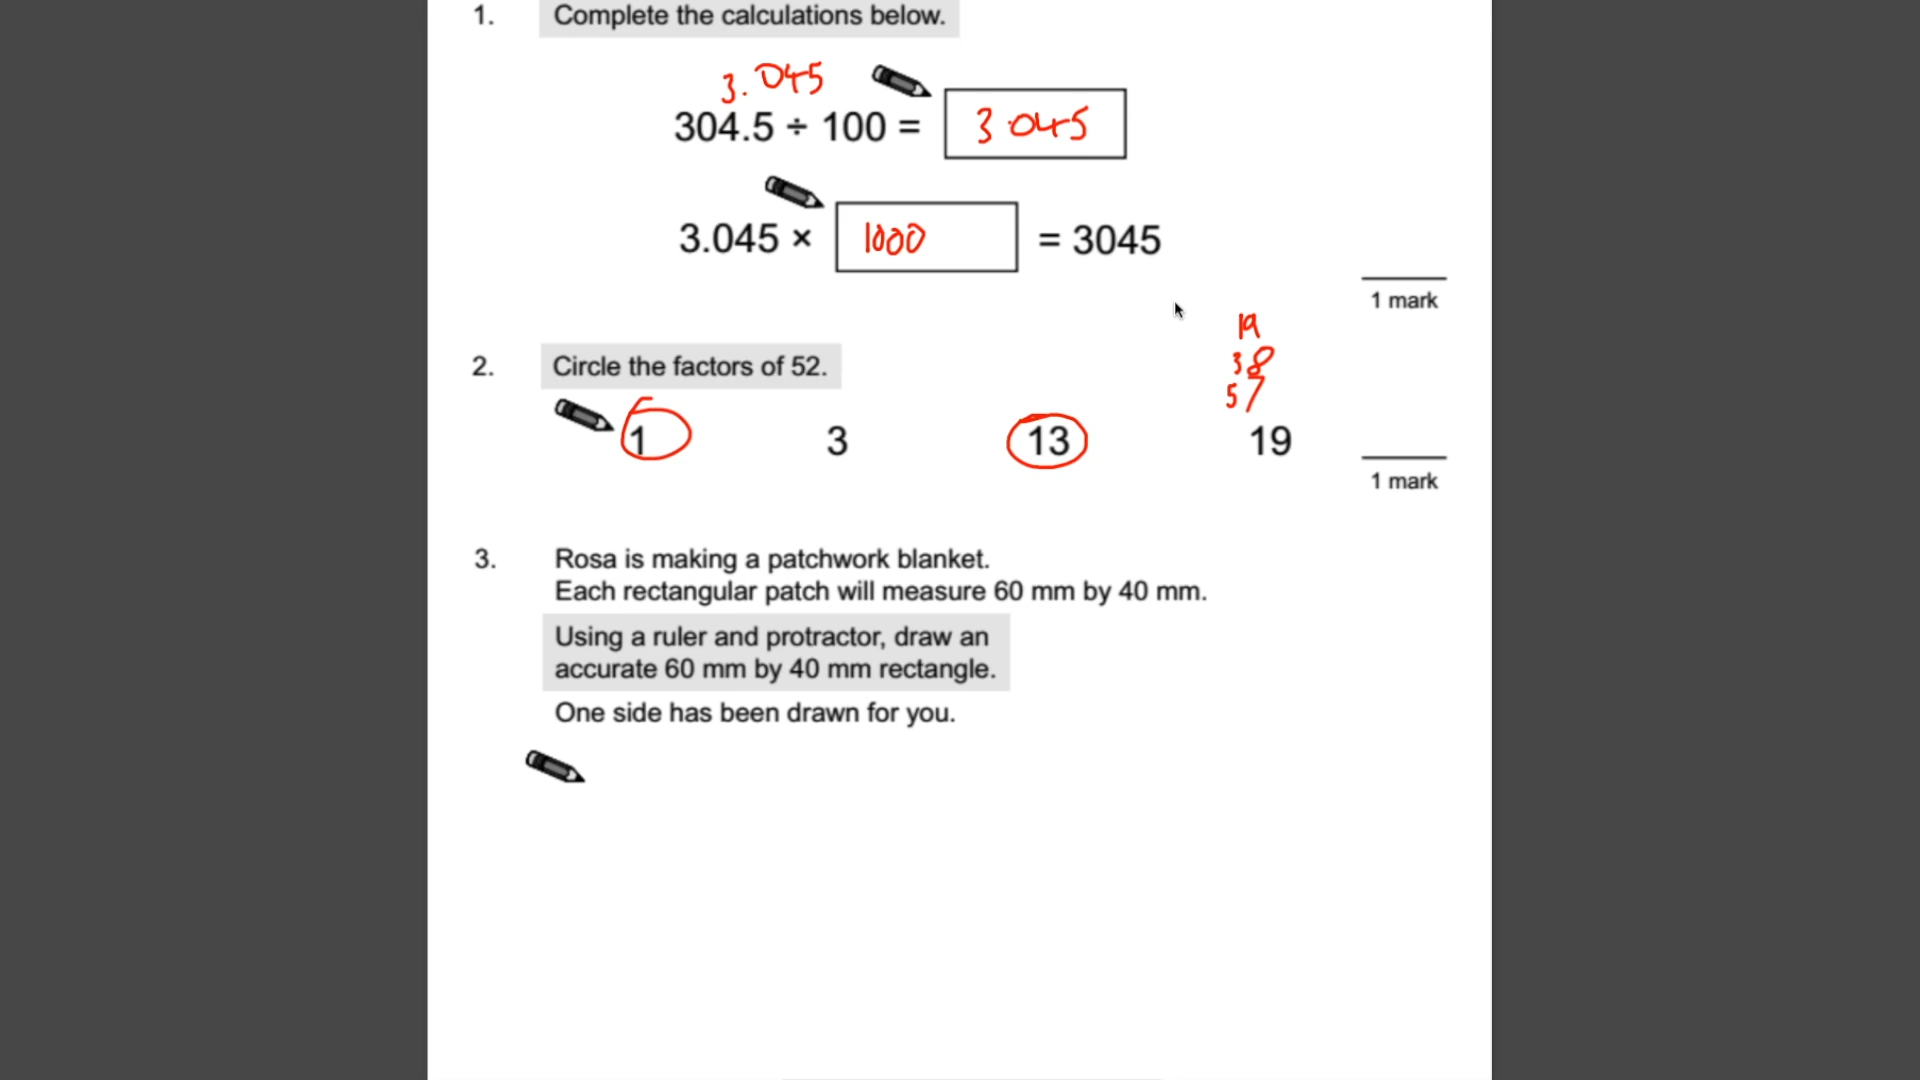 1. Complete the calculations below.
3.045
304.5 ÷ 100 = 3.045
3.045 × 1000 = 3045
1 mark
19
38
57
2. Circle the factors of 52.
1 3 13 19
1 mark
3. Rosa is making a patchwork blanket.
Each rectangular patch will measure 60 mm by 40 mm.
Using a ruler and protractor, draw an
accurate 60 mm by 40 mm rectangle.
One side has been drawn for you.